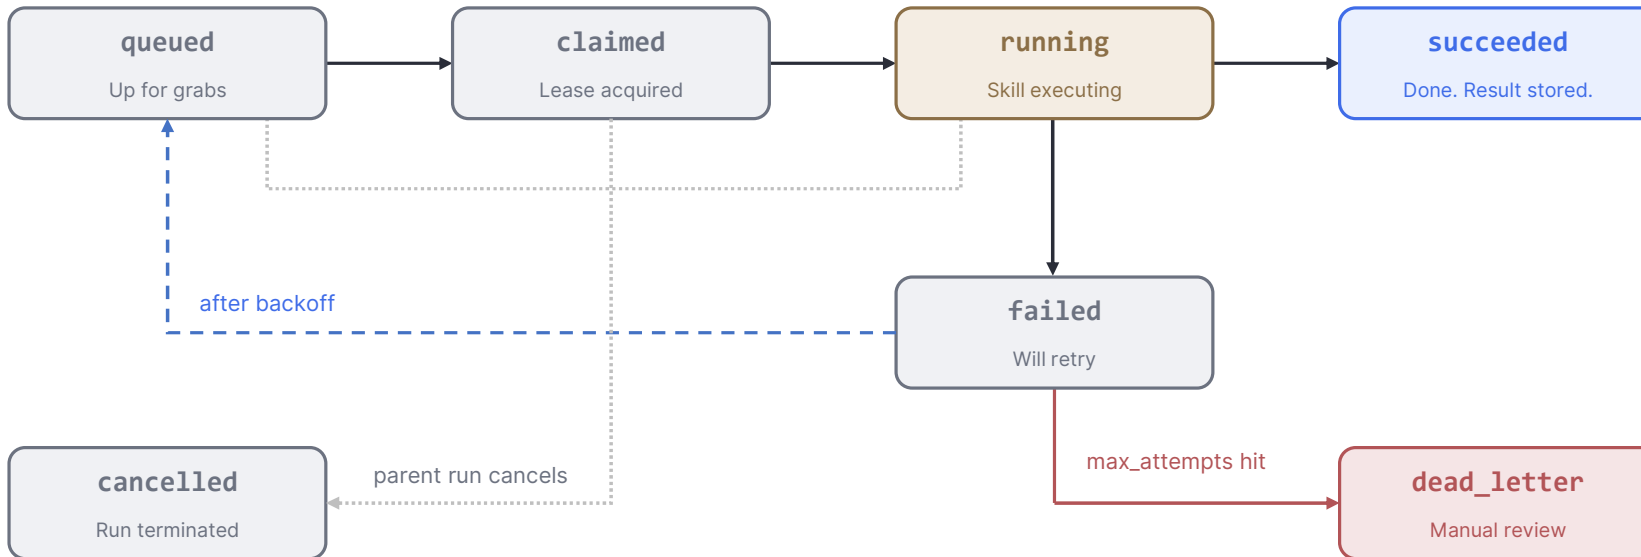 queued
Up for grabs
claimed
Lease acquired
running
Skill executing
succeeded
Done. Result stored.
after backoff
failed
Will retry
cancelled
Run terminated
parent run cancels
max_attempts hit
dead_letter
Manual review